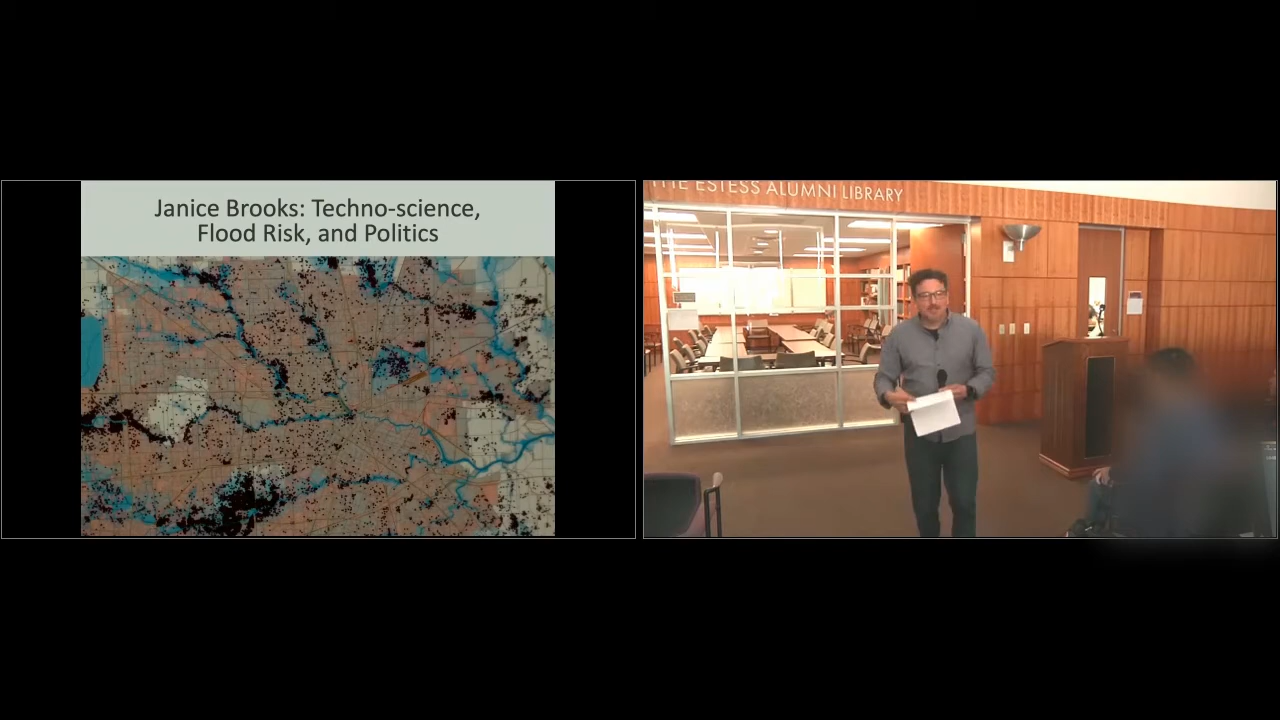 Janice Brooks: Techno-science,
Flood Risk, and Politics
THE ESTESS ALUMNI LIBRARY